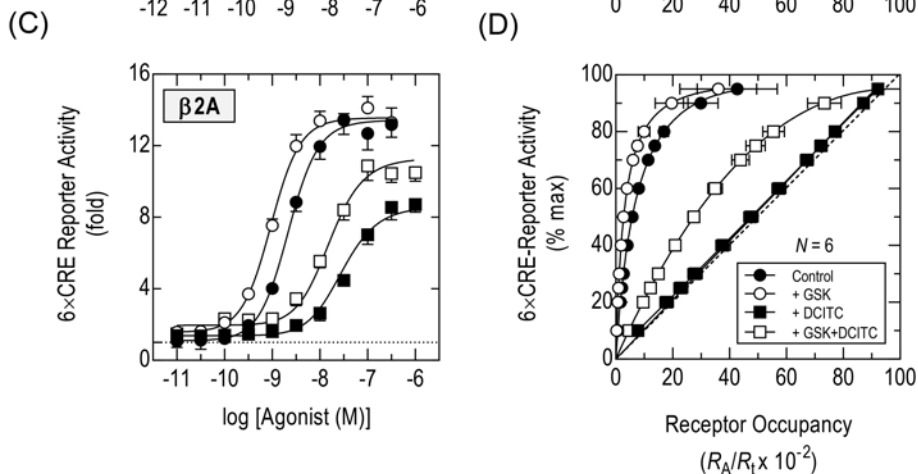 -12 -11 -10 -9 -8 -7 -6
0 20 40 60 80 100
(C)
(D)
16
12
8
4
0
β2A
6×CRE Reporter Activity
(fold)
-11 -10 -9 -8 -7 -6
log [Agonist (M)]
100
80
60
40
20
0
6×CRE-Reporter Activity
(% max)
N = 6
Control
+ GSK
+ DCITC
+ GSK+DCITC
0 20 40 60 80 100
Receptor Occupancy
(RA/Rt x 10-2)